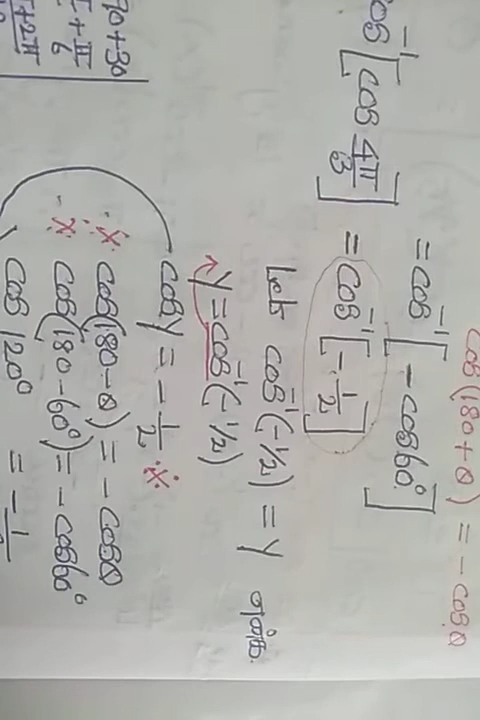 cos(180+θ) = -cosθ
= cos⁻¹[-cos60°]
cos⁻¹[cos 4π/3] = cos⁻¹[-1/2]
Let cos⁻¹(-1/2) = y என்க.
y = cos⁻¹(-1/2)
cos y = -1/2
cos(180-θ) = -cosθ
cos(180-60°) = -cos60°
cos 120° = -1
90+30
+π/6
+2π